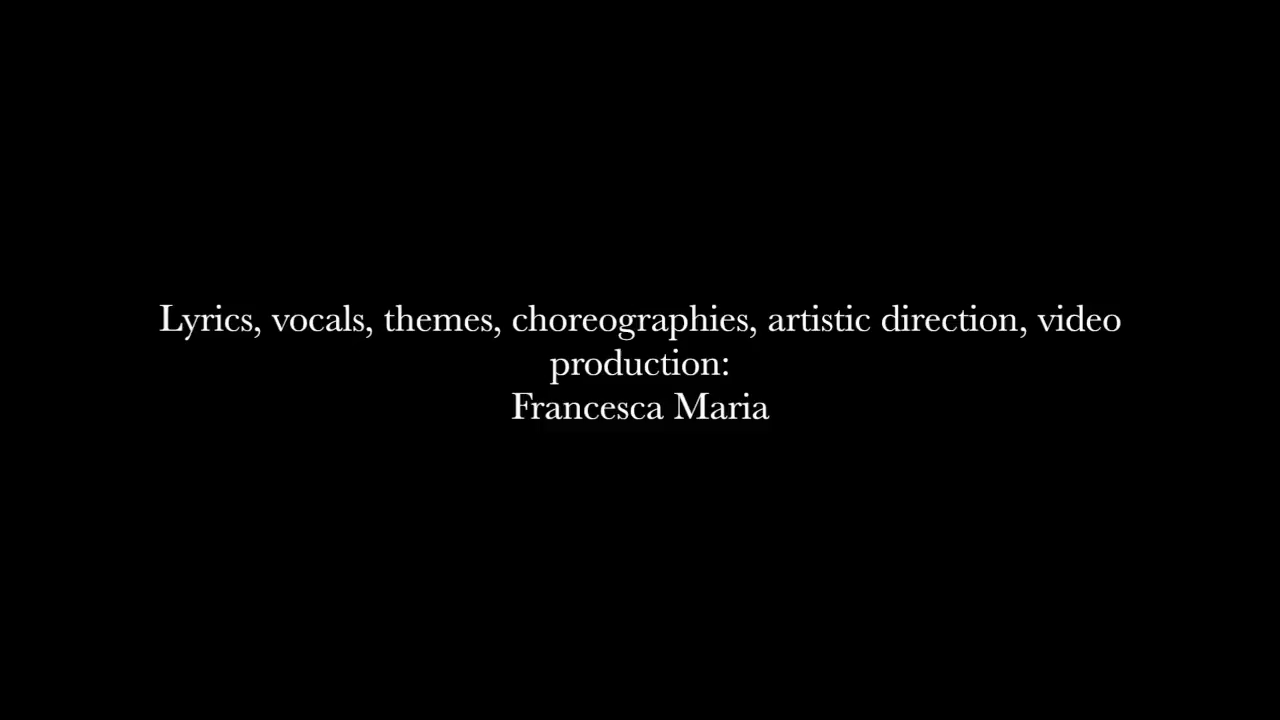 Lyrics, vocals, themes, choreographies, artistic direction, video
production:
Francesca Maria